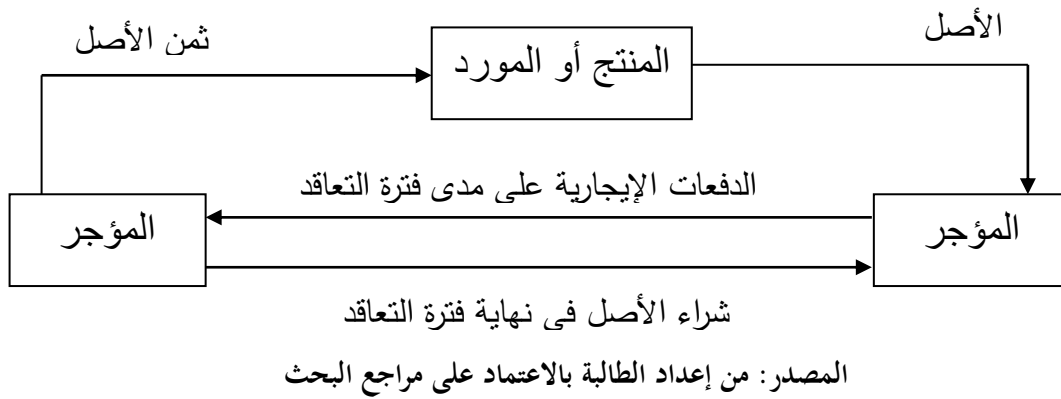 الأصل
ثمن الأصل
المنتج أو المورد
الدفعات الإيجارية على مدى فترة التعاقد
المؤجر
المؤجر
شراء الأصل في نهاية فترة التعاقد
المصدر: من إعداد الطالبة بالاعتماد على مراجع البحث